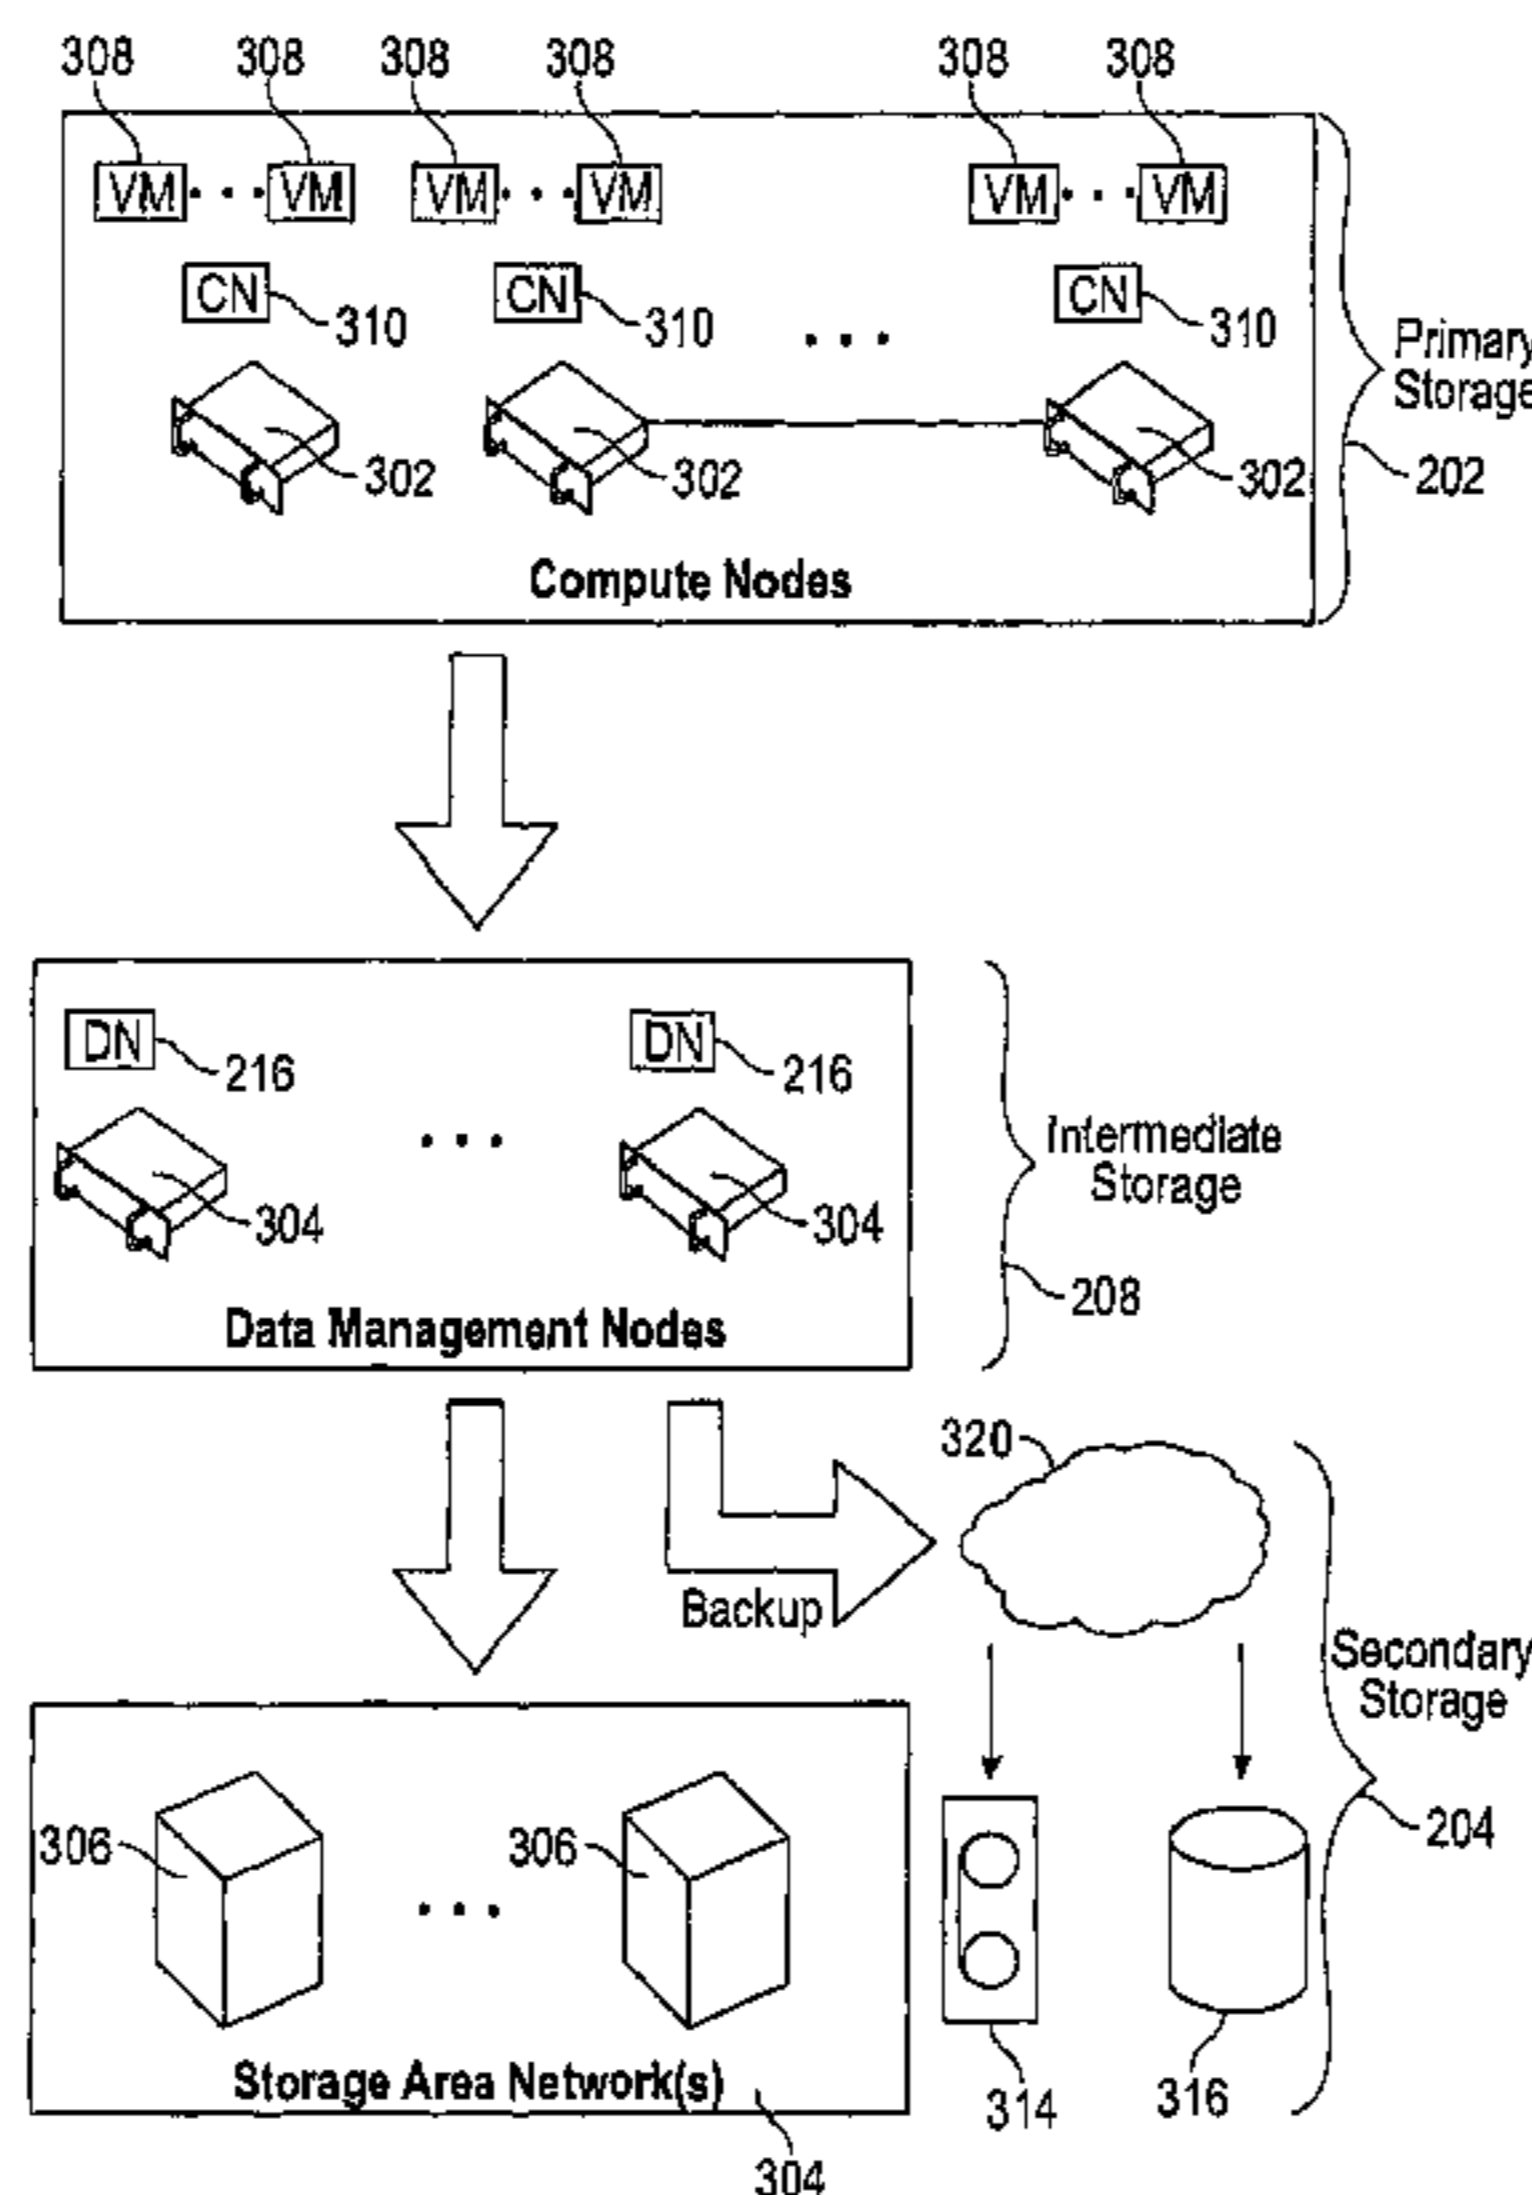 308 308 308 308 308 308
VM VM VM VM VM VM
CN CN CN
310 310 310
Primary
Storage
302 302 302 202
Compute Nodes
DN DN
216 216
Intermediate
Storage
304 304
208
Data Management Nodes
320
Backup
Secondary
Storage
306 306 204
Storage Area Network(s)
314 316
304